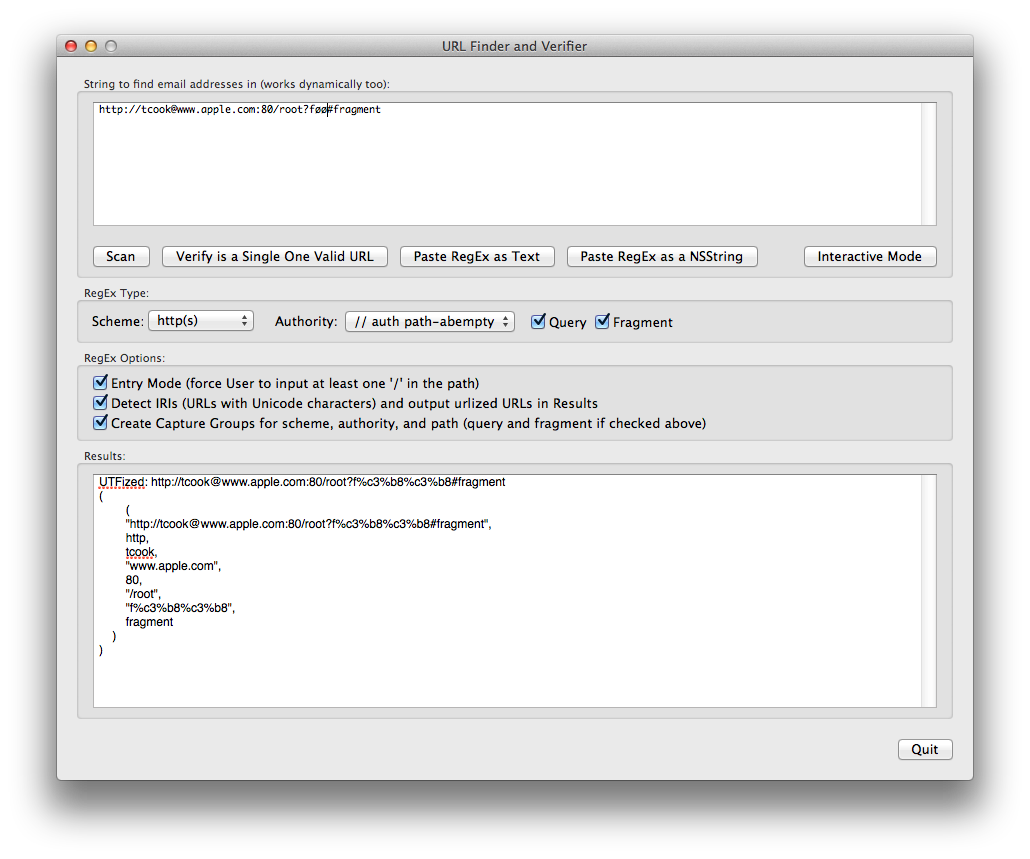 URL Finder and Verifier
String to find email addresses in (works dynamically too):
http://tcook@www.apple.com:80/root?føø#fragment
Scan Verify is a Single One Valid URL Paste RegEx as Text Paste RegEx as a NSString Interactive Mode
RegEx Type:
Scheme: http(s) Authority: // auth path-abempty Query Fragment
RegEx Options:
Entry Mode (force User to input at least one '/' in the path)
Detect IRIs (URLs with Unicode characters) and output urlized URLs in Results
Create Capture Groups for scheme, authority, and path (query and fragment if checked above)
Results:
UTFized: http://tcook@www.apple.com:80/root?f%c3%b8%c3%b8#fragment
(
(
"http://tcook@www.apple.com:80/root?f%c3%b8%c3%b8#fragment",
http,
tcook,
"www.apple.com",
80,
"/root",
"f%c3%b8%c3%b8",
fragment
)
)
Quit